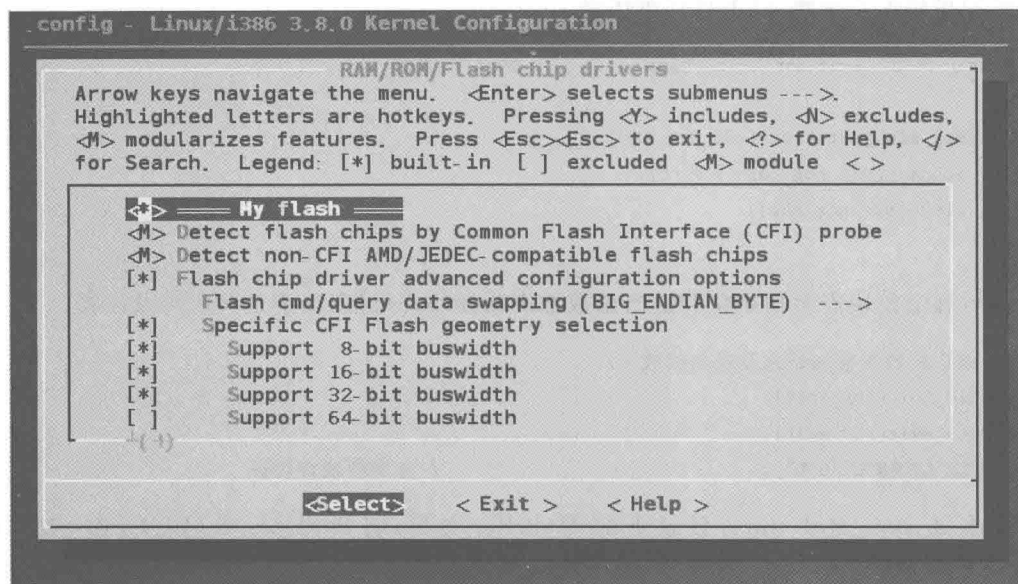 .config - Linux/i386 3.8.0 Kernel Configuration
RAM/ROM/Flash chip drivers
Arrow keys navigate the menu. <Enter> selects submenus --->.
Highlighted letters are hotkeys. Pressing <Y> includes, <N> excludes,
<M> modularizes features. Press <Esc><Esc> to exit, <?> for Help, </>
for Search. Legend: [*] built-in [ ] excluded <M> module < >
<*> ==== My flash ====
<M> Detect flash chips by Common Flash Interface (CFI) probe
<M> Detect non-CFI AMD/JEDEC-compatible flash chips
[*] Flash chip driver advanced configuration options
Flash cmd/query data swapping (BIG_ENDIAN_BYTE) --->
[*] Specific CFI Flash geometry selection
[*] Support 8-bit buswidth
[*] Support 16-bit buswidth
[*] Support 32-bit buswidth
[ ] Support 64-bit buswidth
<Select> < Exit > < Help >